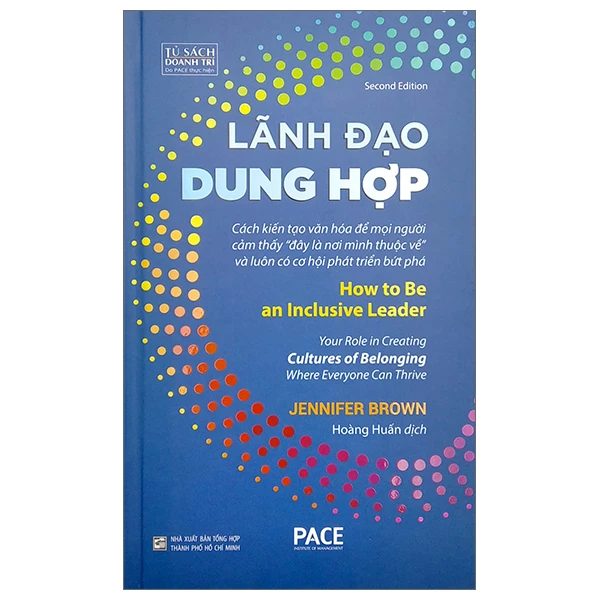 TỦ SÁCH
DOANH TRÍ
Do PACE thực hiện
Second Edition
LÃNH ĐẠO
DUNG HỢP
Cách kiến tạo văn hóa để mọi người
cảm thấy “đây là nơi mình thuộc về”
và luôn có cơ hội phát triển bứt phá
How to Be
an Inclusive Leader
Your Role in Creating
Cultures of Belonging
Where Everyone Can Thrive
JENNIFER BROWN
Hoàng Huấn dịch
NHÀ XUẤT BẢN TỔNG HỢP
THÀNH PHỐ HỒ CHÍ MINH
PACE
INSTITUTE OF MANAGEMENT